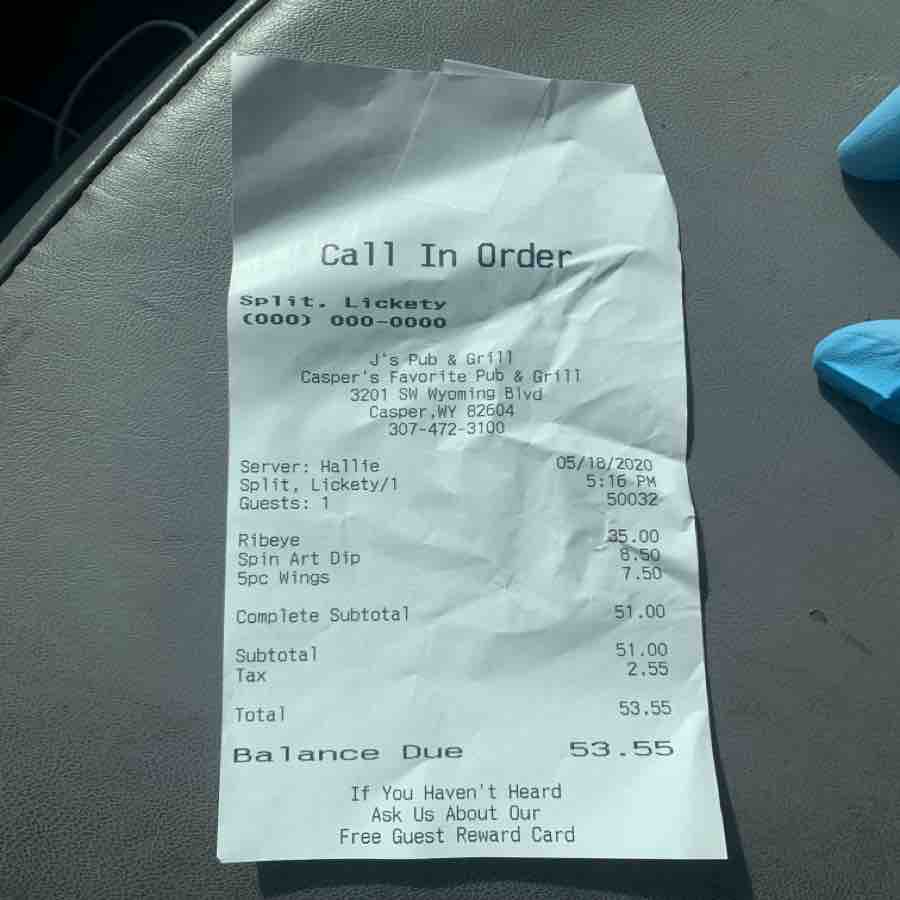 Call In Order
Split, Lickety
(000) 000-0000
J's Pub & Grill
Casper's Favorite Pub & Grill
3201 SW Wyoming Blvd
Casper,WY 82604
307-472-3100
Server: Hallie 05/18/2020
Split, Lickety/1 5:16 PM
Guests: 1 50032
Ribeye 35.00
Spin Art Dip 8.50
5pc Wings 7.50
Complete Subtotal 51.00
Subtotal 51.00
Tax 2.55
Total 53.55
Balance Due 53.55
If You Haven't Heard
Ask Us About Our
Free Guest Reward Card